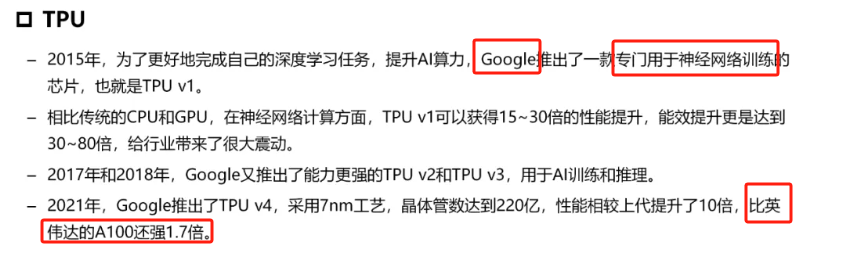 TPU
– 2015年，为了更好地完成自己的深度学习任务，提升AI算力，Google推出了一款专门用于神经网络训练的
芯片，也就是TPU v1。
– 相比传统的CPU和GPU，在神经网络计算方面，TPU v1可以获得15~30倍的性能提升，能效提升更是达到
30~80倍，给行业带来了很大震动。
– 2017年和2018年，Google又推出了能力更强的TPU v2和TPU v3，用于AI训练和推理。
– 2021年，Google推出了TPU v4，采用7nm工艺，晶体管数达到220亿，性能相较上代提升了10倍，比英
伟达的A100还强1.7倍。